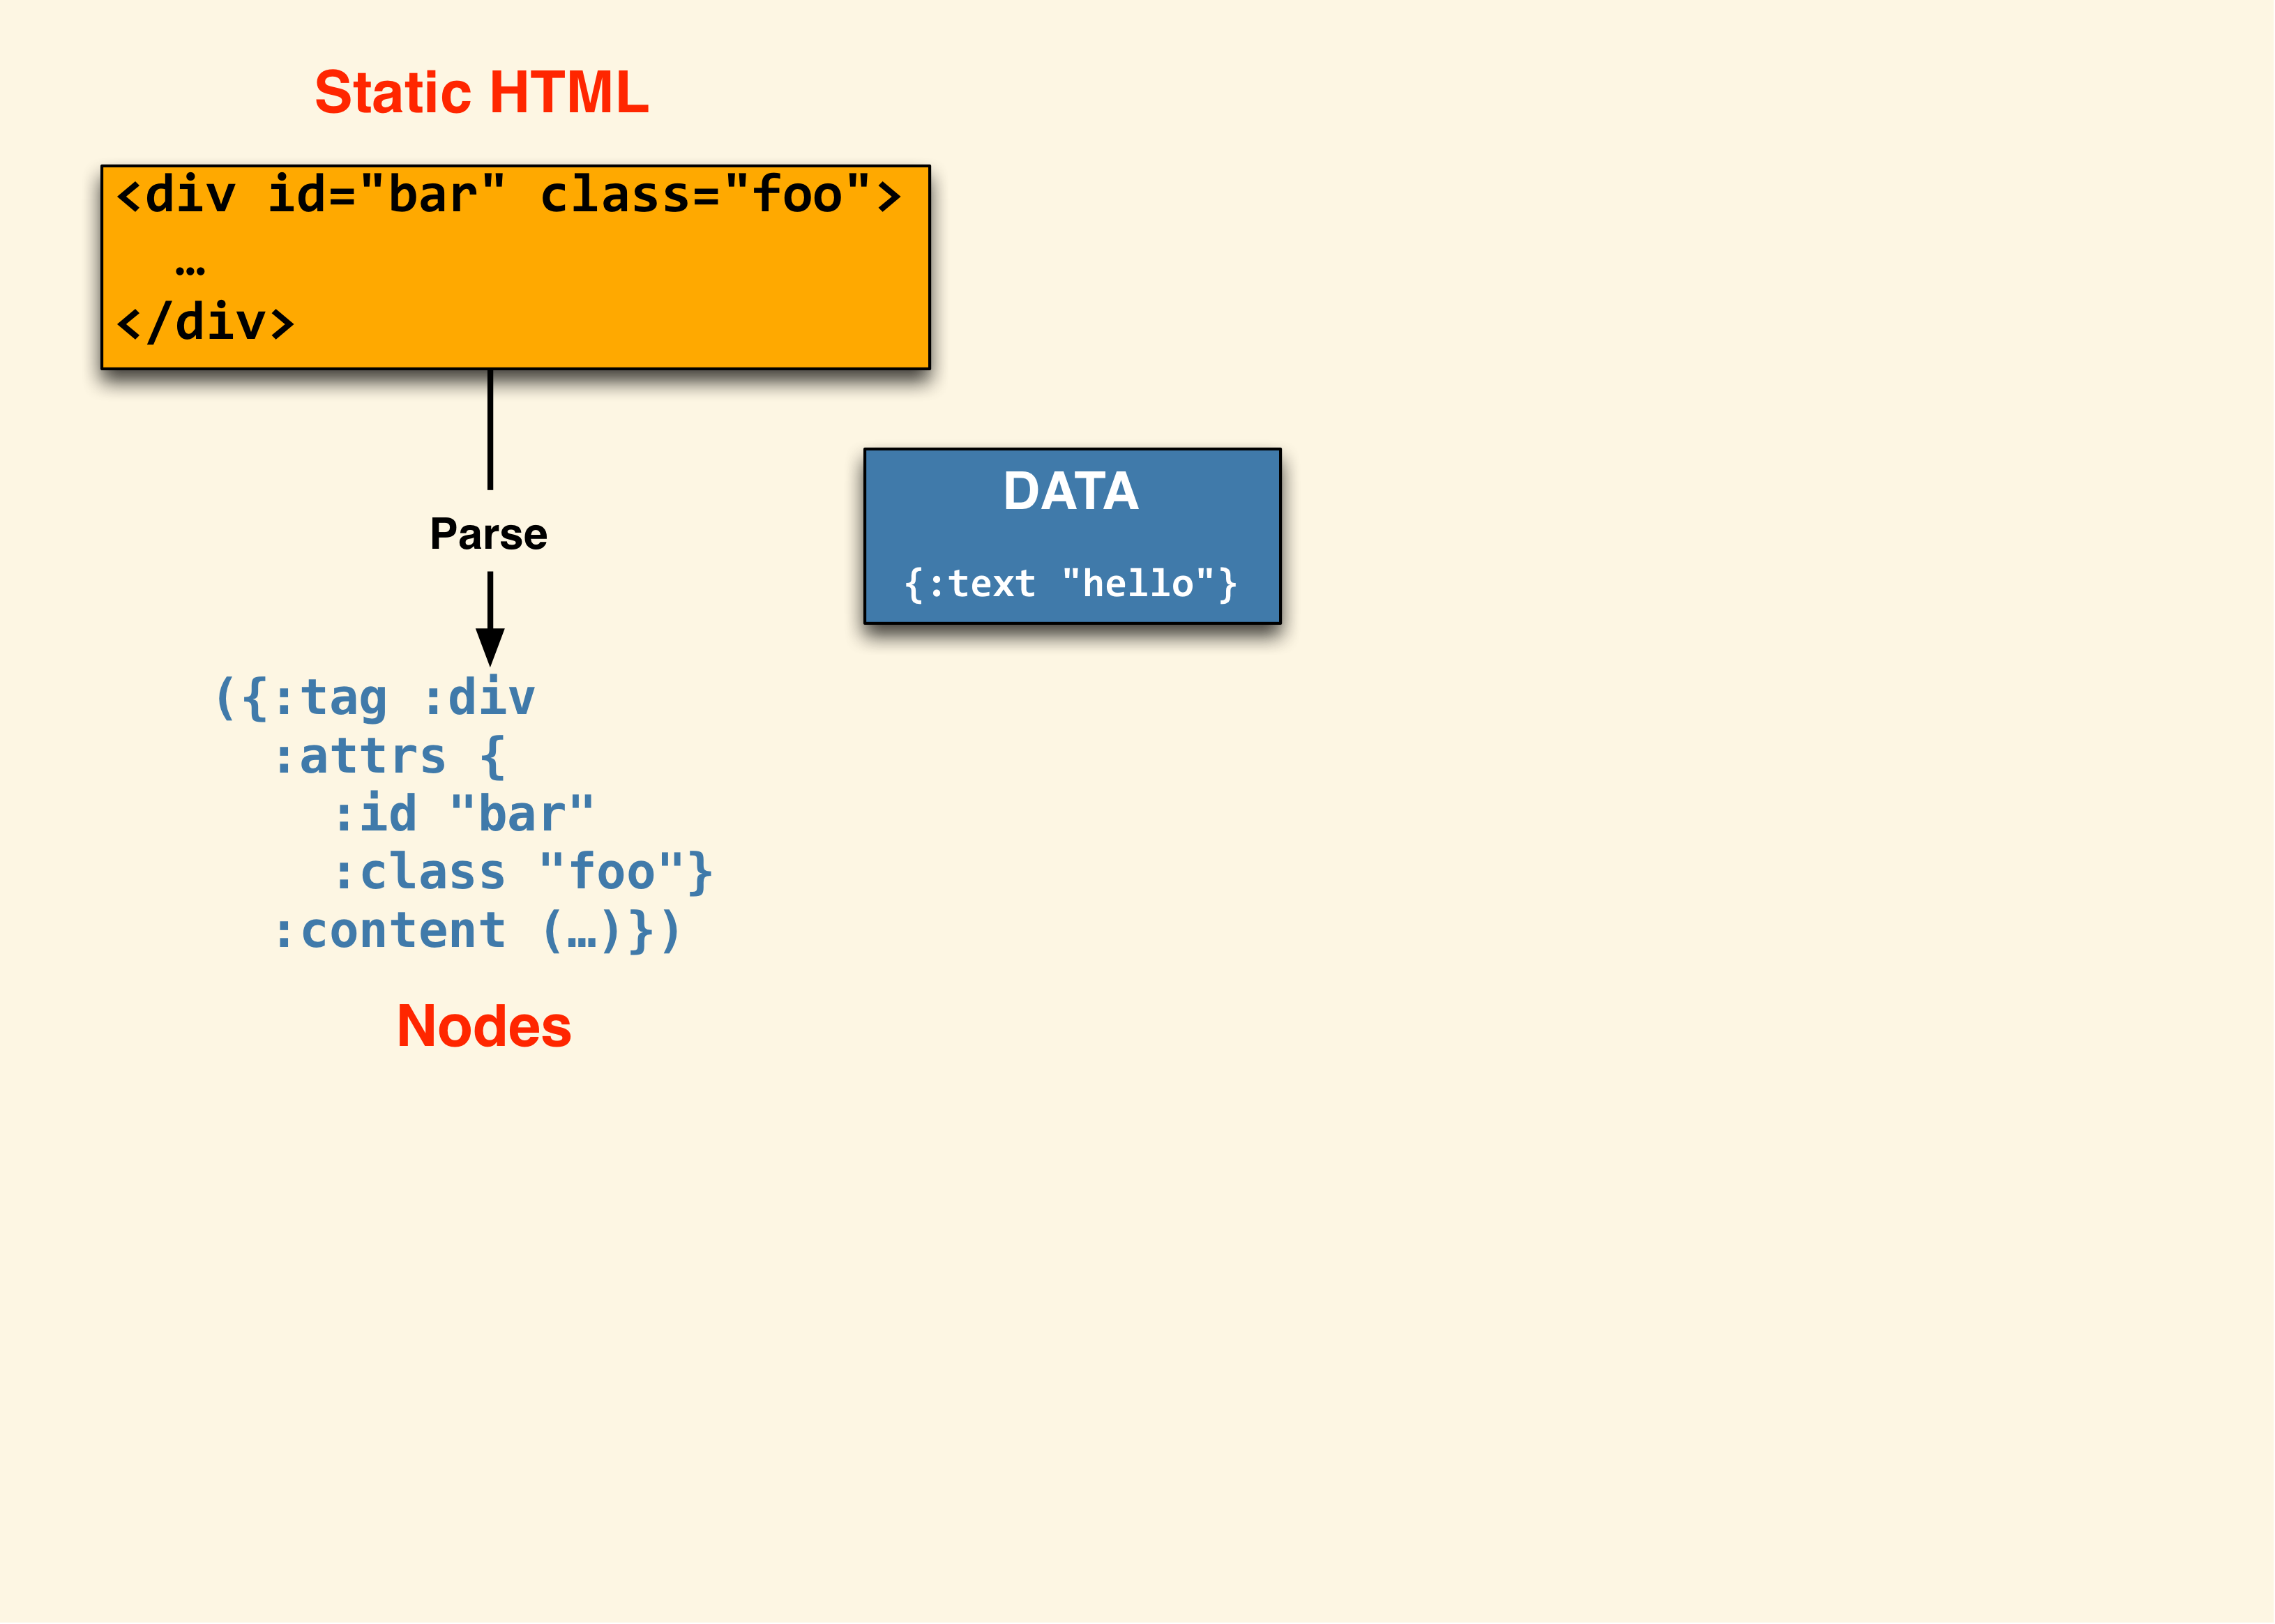 Static HTML
<div id="bar" class="foo">
  …
</div>
Parse
DATA
{:text "hello"}
({:tag :div
  :attrs {
    :id "bar"
    :class "foo"}
  :content (…)})
Nodes